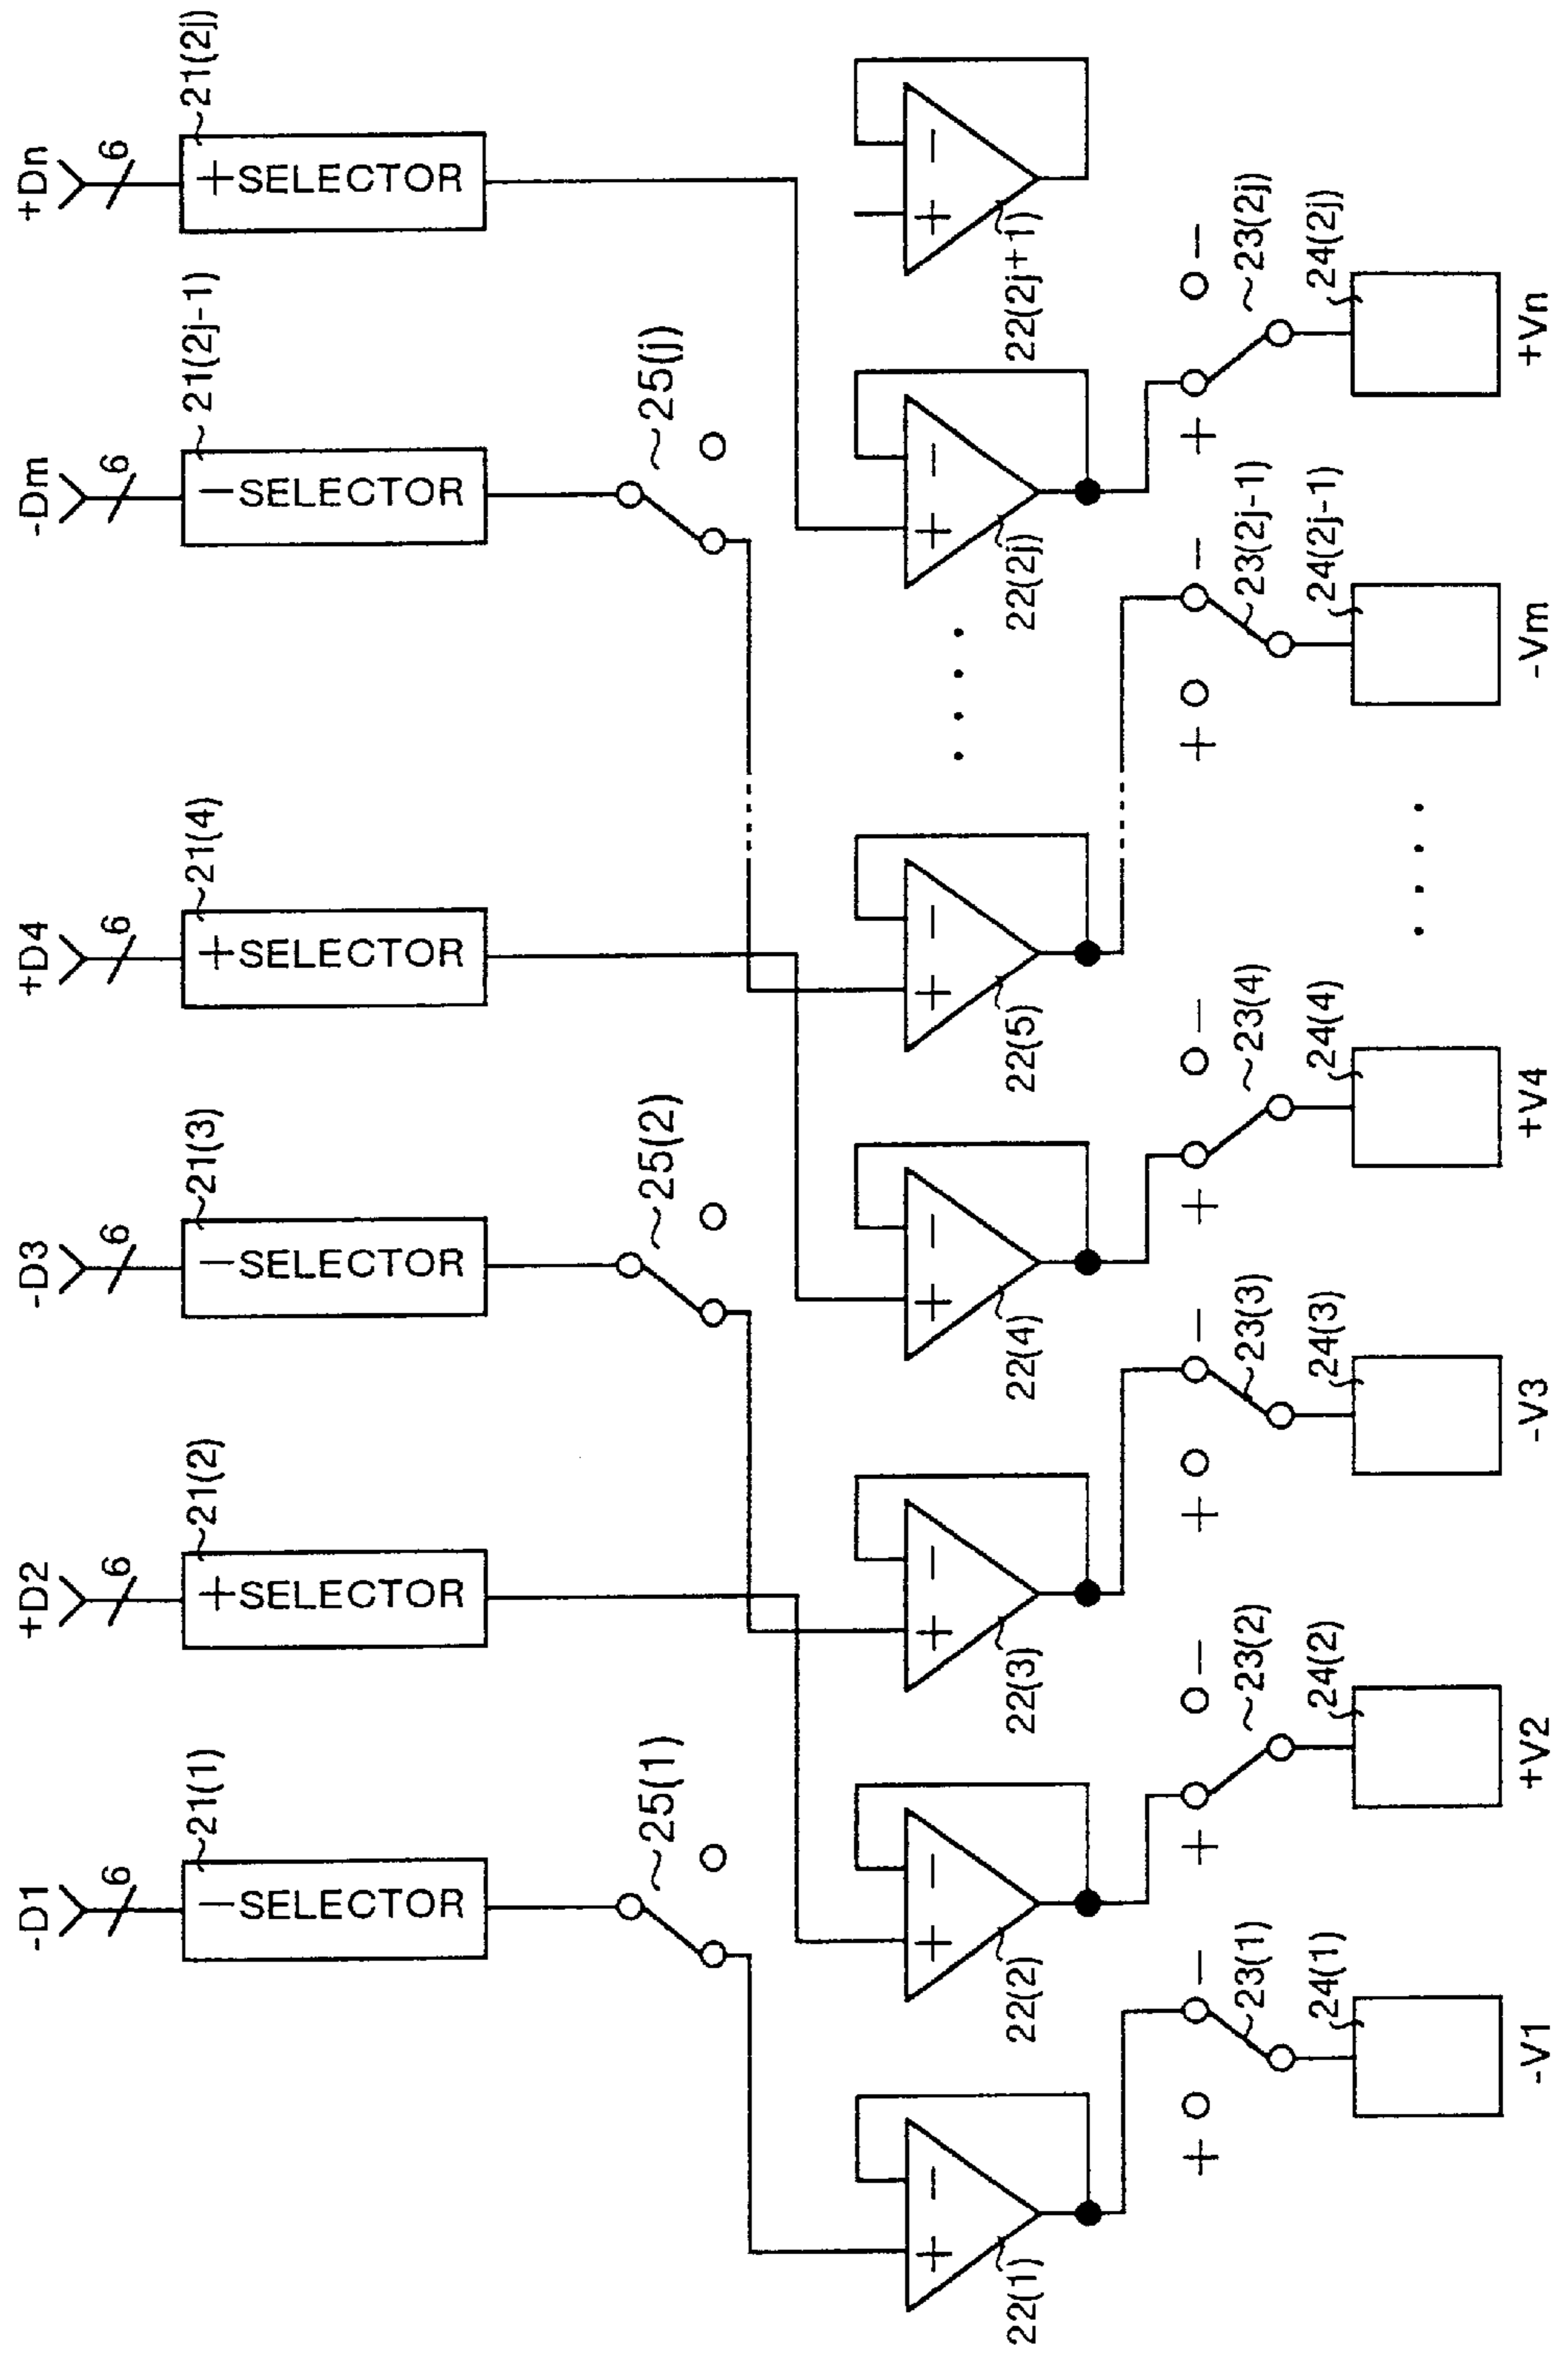 -D1 +D2 -D3 +D4 -Dm +Dn
6 6 6 6 6 6
21(1) 21(2) 21(3) 21(4) 21(2j-1) 21(2j)
−SELECTOR +SELECTOR −SELECTOR +SELECTOR −SELECTOR +SELECTOR
25(1) 25(2) 25(j)
+ − + − + − + − + − + − + −
22(1) 22(2) 22(3) 22(4) 22(5) 22(2j) 22(2j+1)
+ − + − + − + − + − + −
23(1) 23(2) 23(3) 23(4) 23(2j-1) 23(2j)
24(1) 24(2) 24(3) 24(4) 24(2j-1) 24(2j)
-V1 +V2 -V3 +V4 -Vm +Vn